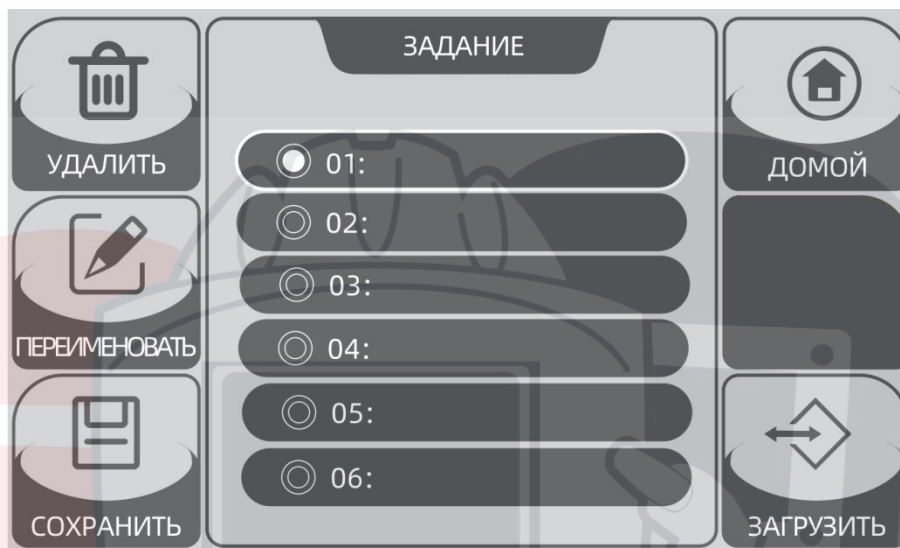 ЗАДАНИЕ
УДАЛИТЬ
ПЕРЕИМЕНОВАТЬ
СОХРАНИТЬ
01:
02:
03:
04:
05:
06:
ДОМОЙ
ЗАГРУЗИТЬ